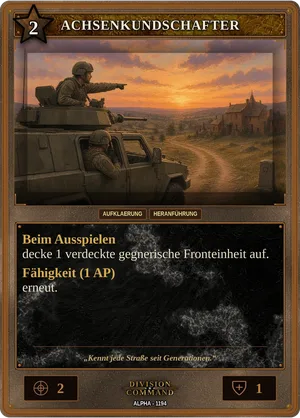 2
ACHSENKUNDSCHAFTER
AUFKLAERUNG HERANFÜHRUNG
Beim Ausspielen
decke 1 verdeckte gegnerische Fronteinheit auf.
Fähigkeit (1 AP)
erneut.
„Kennt jede Straße seit Generationen.“
2
DIVISION
COMMAND
ALPHA · 1194
1